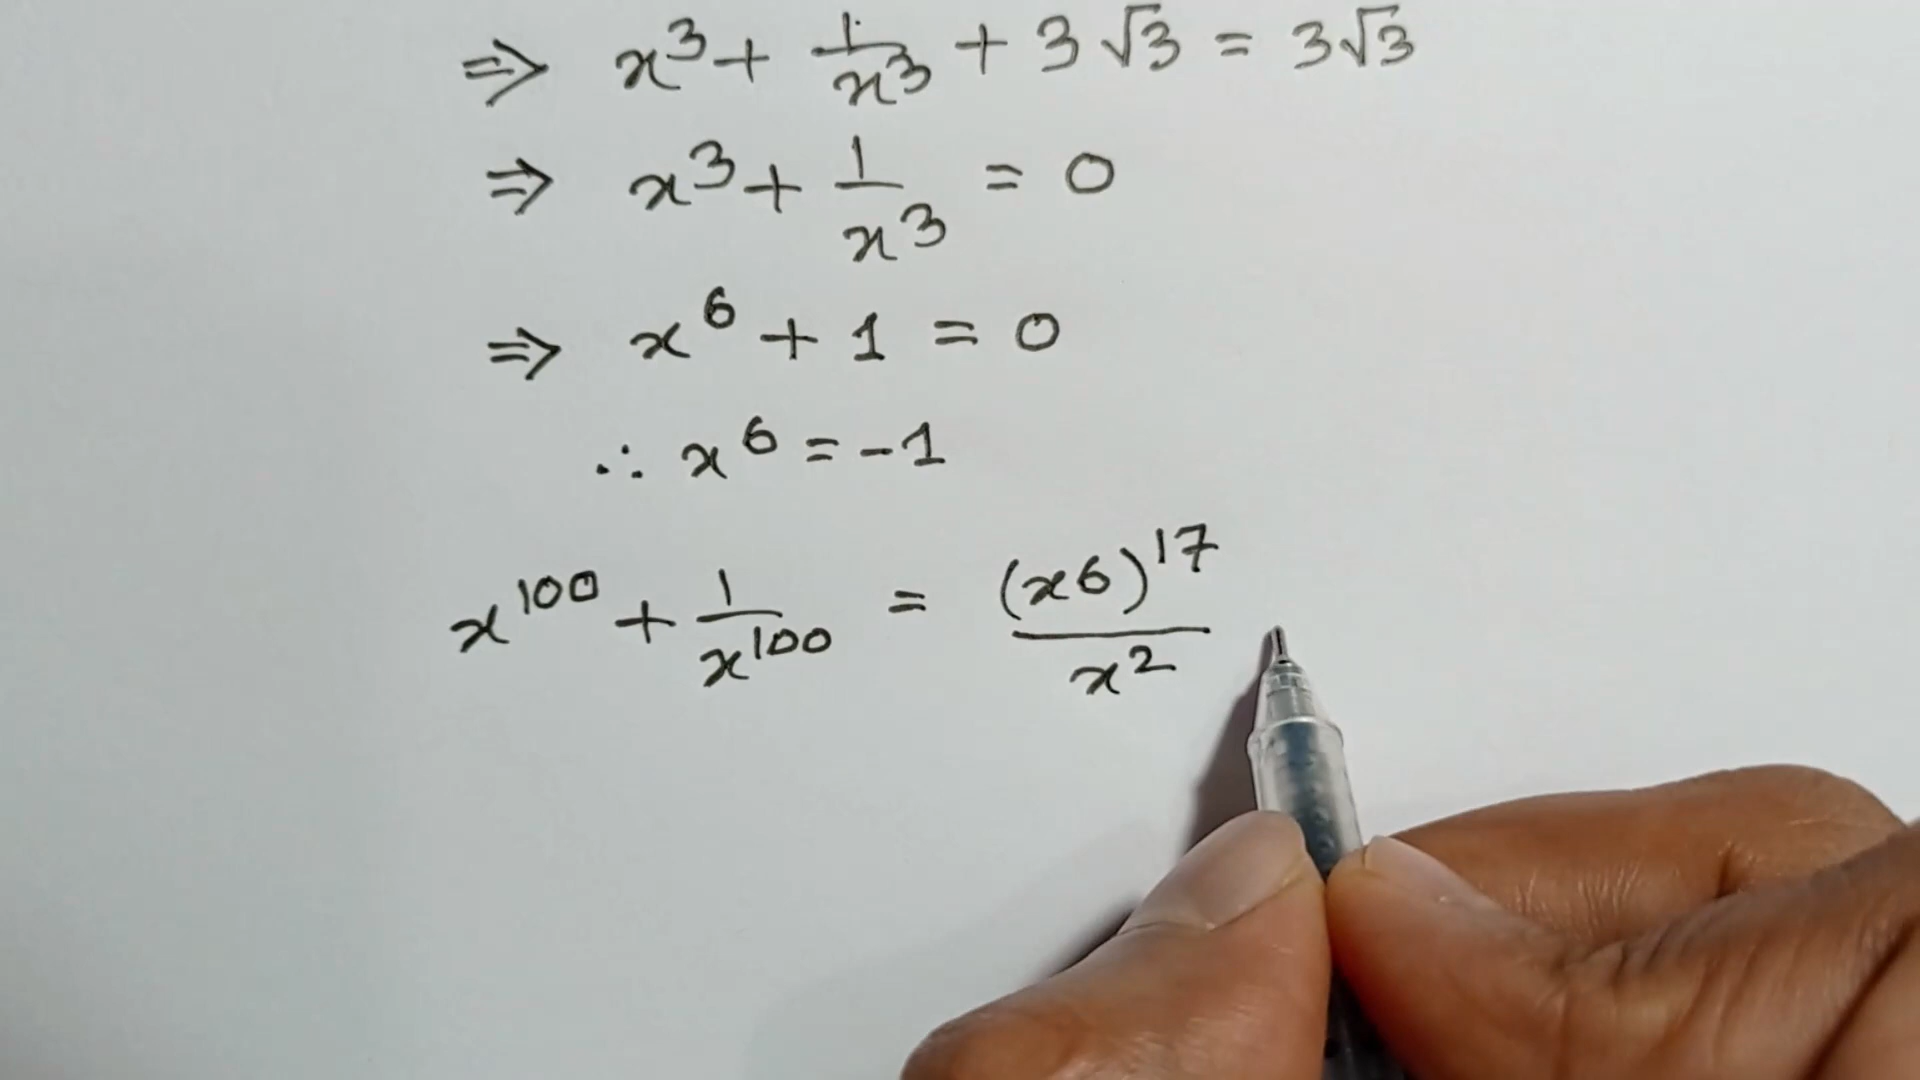 ⇒ x³ + 1/x³ + 3√3 = 3√3
⇒ x³ + 1/x³ = 0
⇒ x⁶ + 1 = 0
∴ x⁶ = -1
x¹⁰⁰ + 1/x¹⁰⁰ = (x6)¹⁷/x²